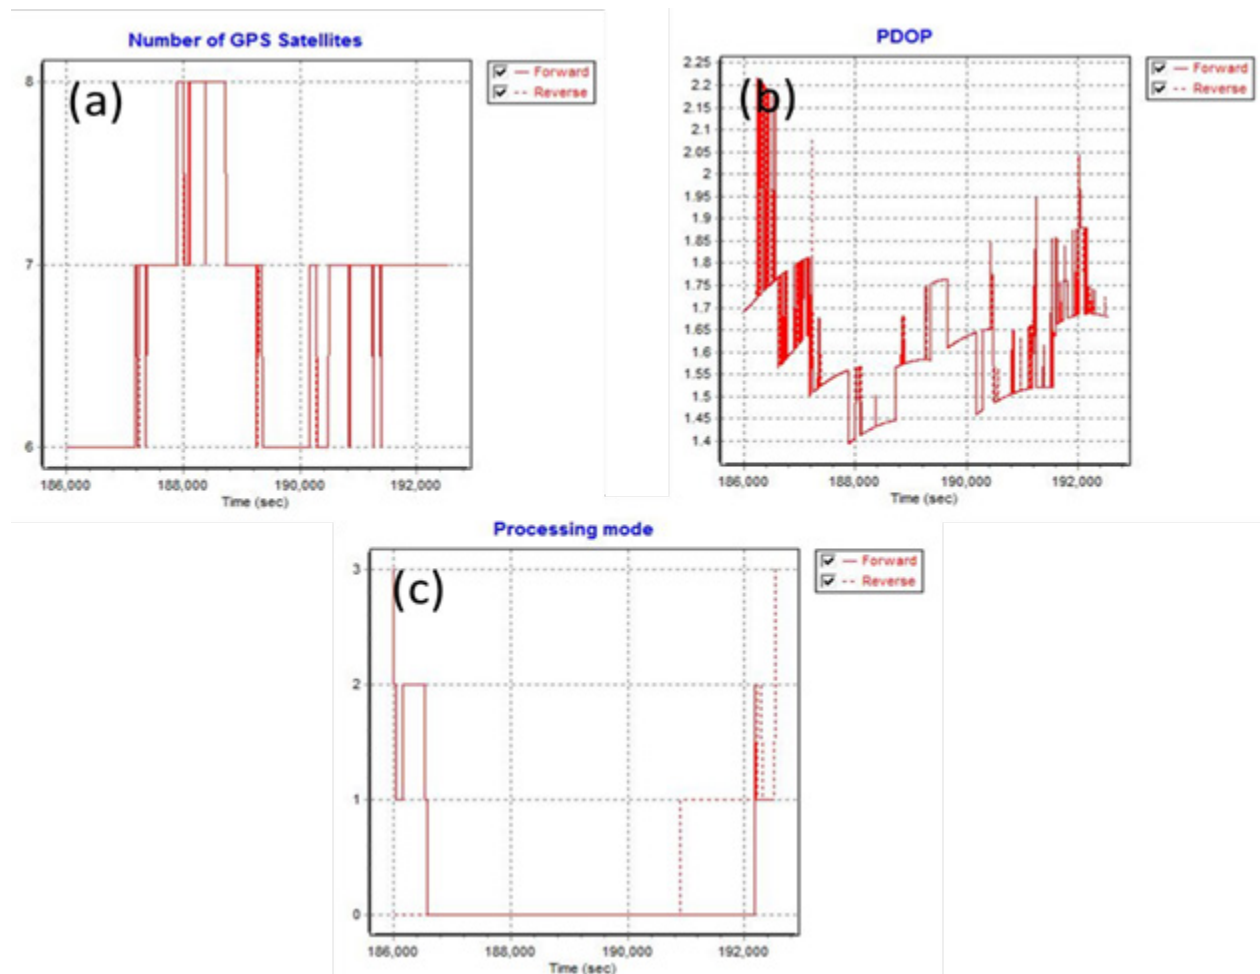 Number of GPS Satellites
(a)
Forward
Reverse
8
7
6
186,000 188,000 190,000 192,000
Time (sec)
PDOP
(b)
Forward
Reverse
2.25
2.2
2.15
2.1
2.05
2
1.95
1.9
1.85
1.8
1.75
1.7
1.65
1.6
1.55
1.5
1.45
1.4
186,000 188,000 190,000 192,000
Time (sec)
Processing mode
(c)
Forward
Reverse
3
2
1
0
186,000 188,000 190,000 192,000
Time (sec)